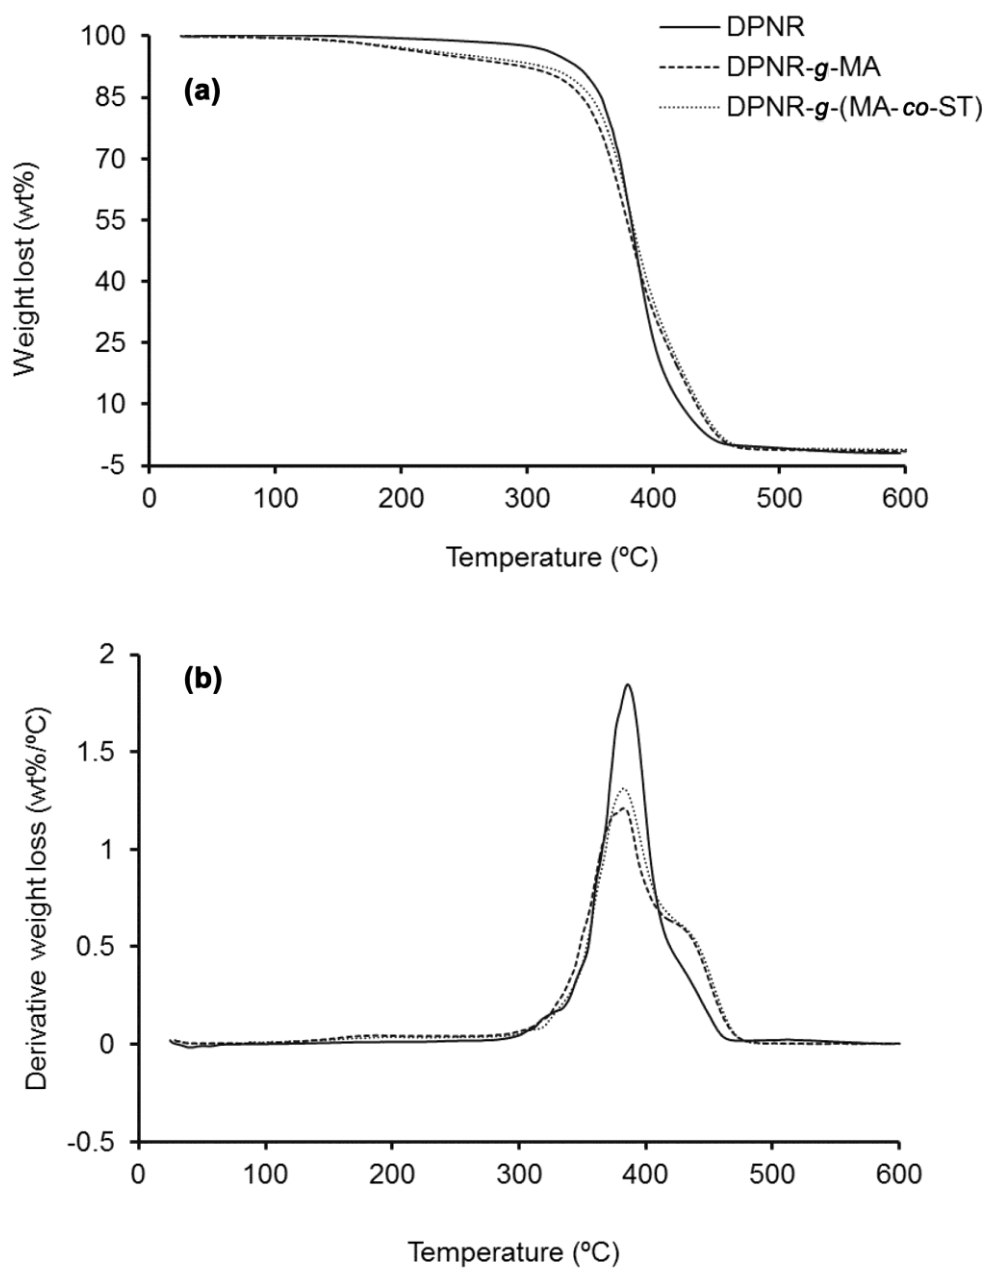 DPNR
DPNR-g-MA
DPNR-g-(MA-co-ST)
(a)
100
85
70
55
40
25
10
-5
Weight lost (wt%)
0 100 200 300 400 500 600
Temperature (ºC)
(b)
2
1.5
1
0.5
0
-0.5
Derivative weight loss (wt%/ºC)
0 100 200 300 400 500 600
Temperature (ºC)